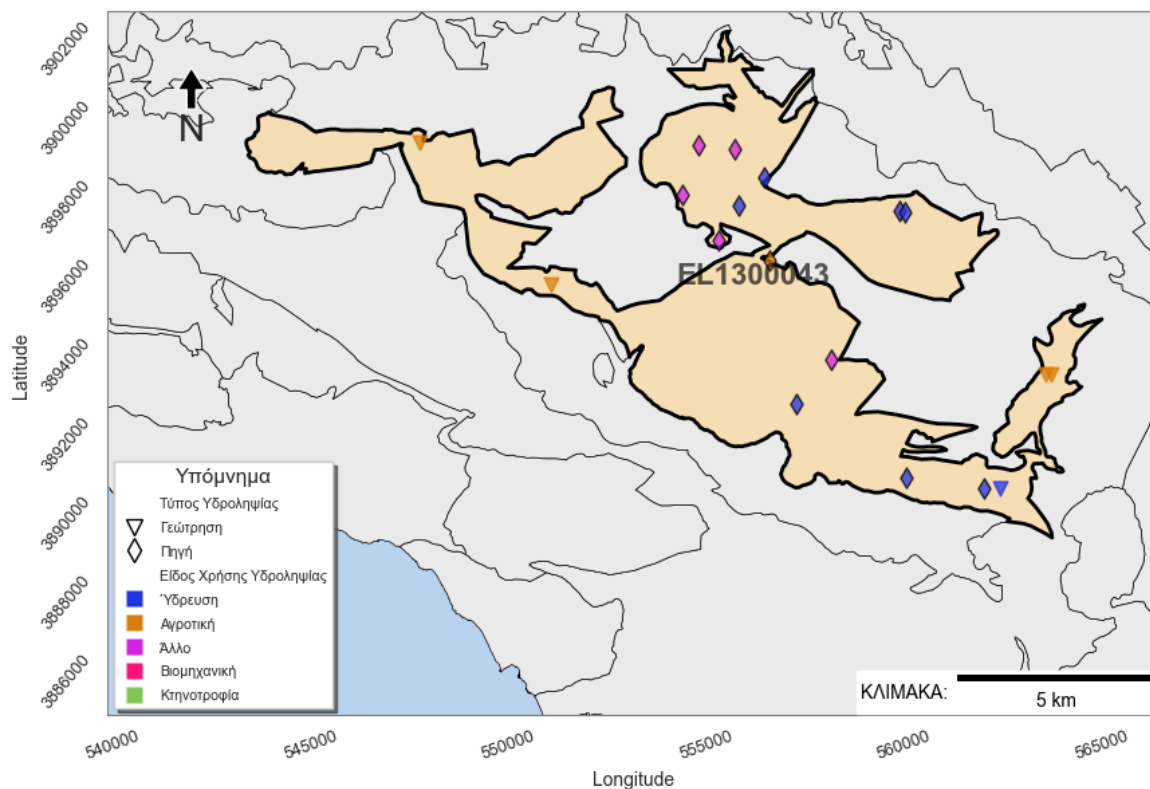 3902000
3900000
3898000
3896000
3894000
3892000
3890000
3888000
3886000
Latitude
N
EL1300043
Υπόμνημα
Τύπος Υδροληψίας
Γεώτρηση
Πηγή
Είδος Χρήσης Υδροληψίας
Ύδρευση
Αγροτική
Άλλο
Βιομηχανική
Κτηνοτροφία
ΚΛΙΜΑΚΑ:
5 km
540000
545000
550000
555000
560000
565000
Longitude